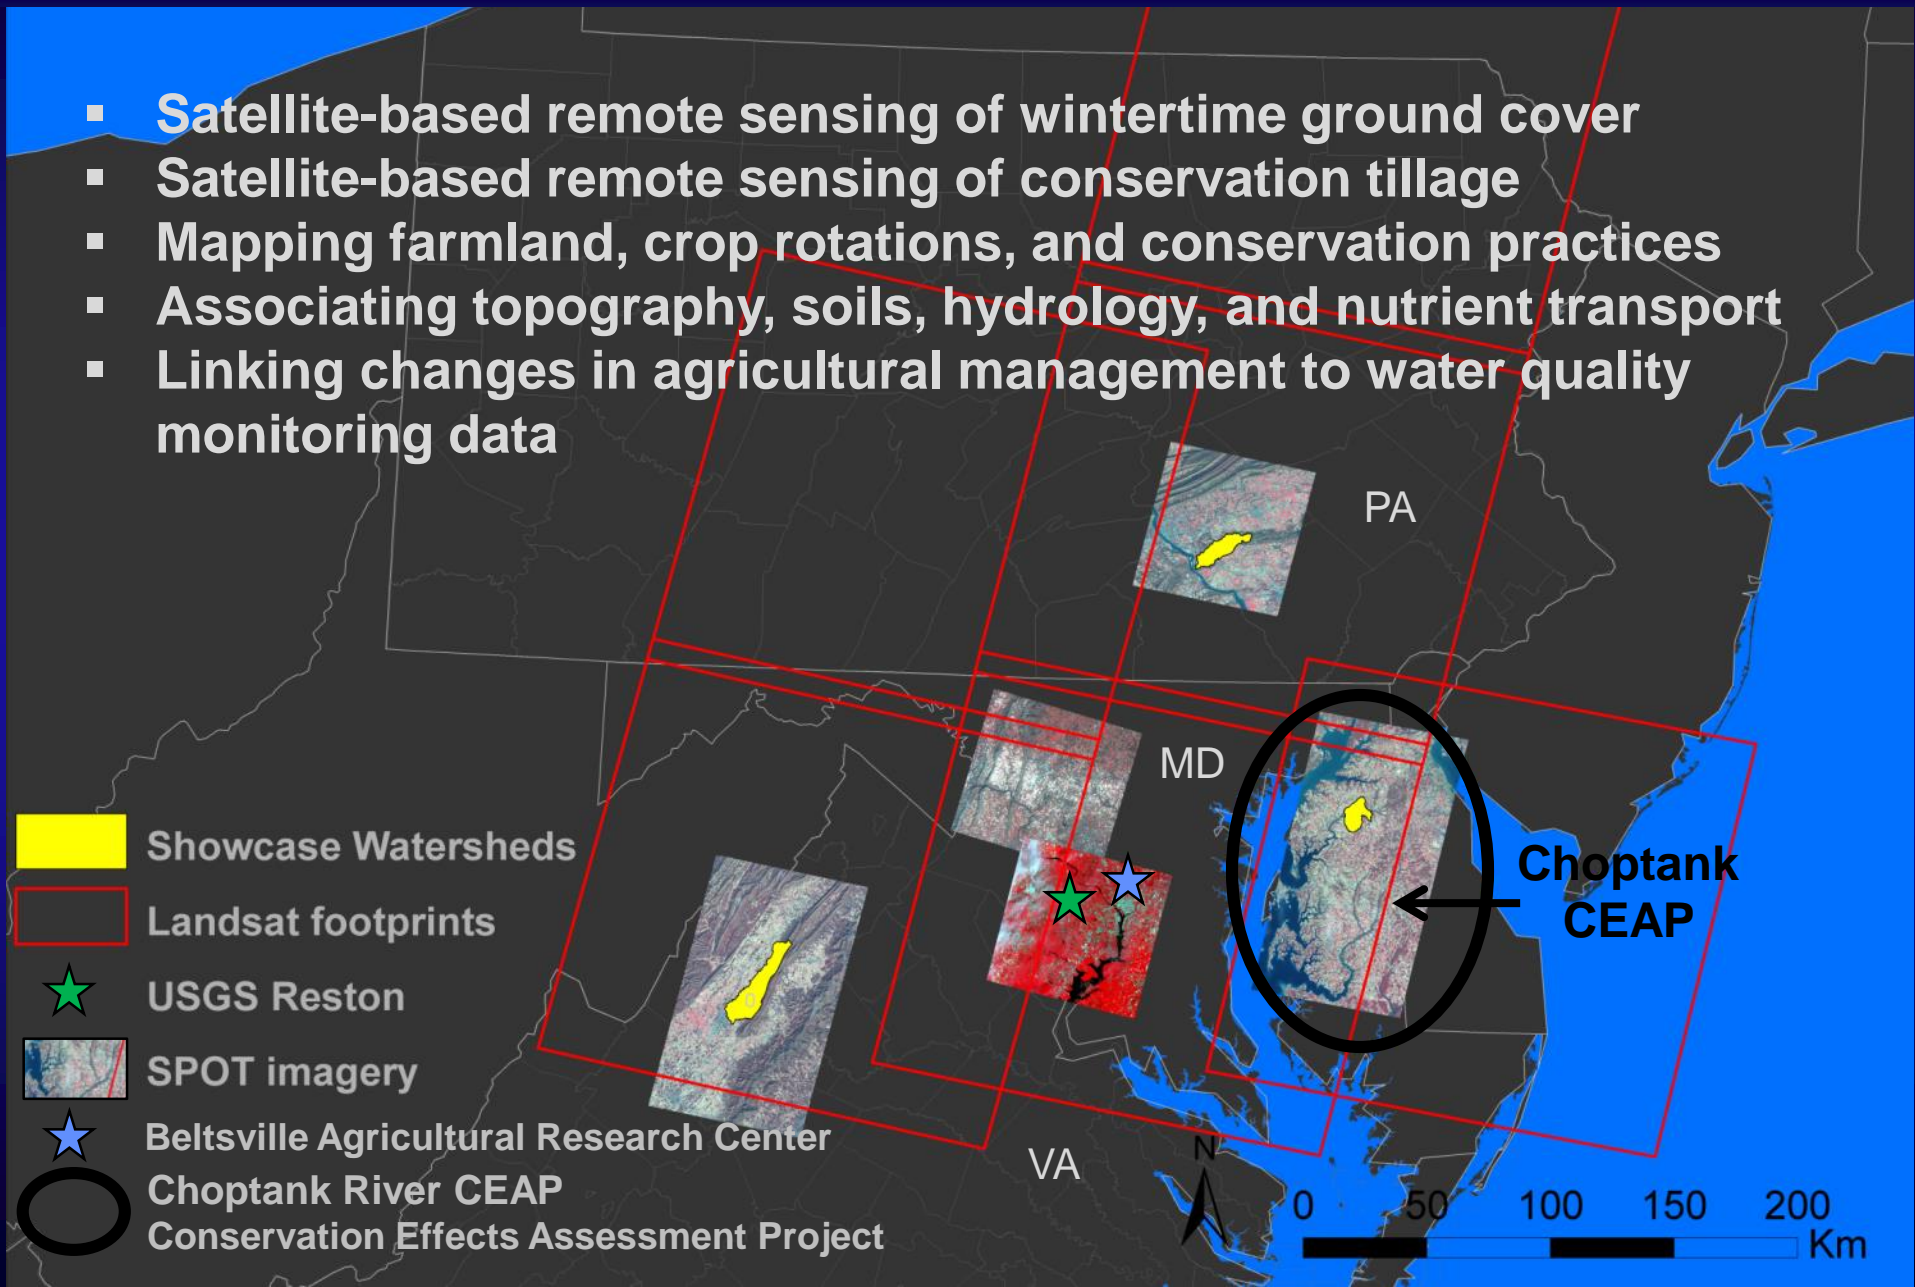 ▪ Satellite-based remote sensing of wintertime ground cover
▪ Satellite-based remote sensing of conservation tillage
▪ Mapping farmland, crop rotations, and conservation practices
▪ Associating topography, soils, hydrology, and nutrient transport
▪ Linking changes in agricultural management to water quality
monitoring data
PA
MD
Choptank
CEAP
VA
Showcase Watersheds
Landsat footprints
USGS Reston
SPOT imagery
Beltsville Agricultural Research Center
Choptank River CEAP
Conservation Effects Assessment Project
N
0 50 100 150 200
Km